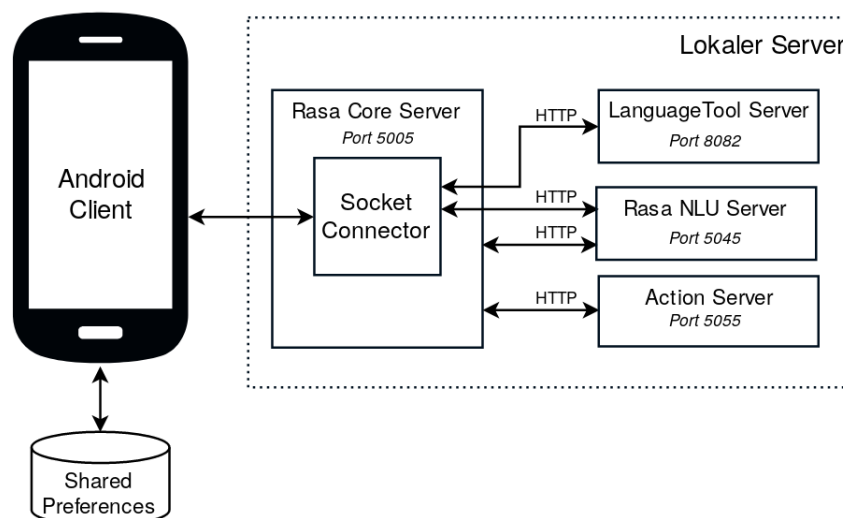 Lokaler Server
Rasa Core Server
Port 5005
HTTP
LanguageTool Server
Port 8082
Android
Client
Socket
Connector
HTTP
Rasa NLU Server
Port 5045
HTTP
HTTP
Action Server
Port 5055
Shared
Preferences